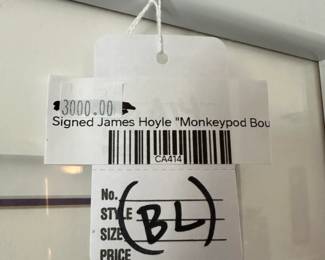 3000.00
Signed James Hoyle "Monkeypod Bou
CA414
No.
STYLE
SIZE
PRICE
(BL)